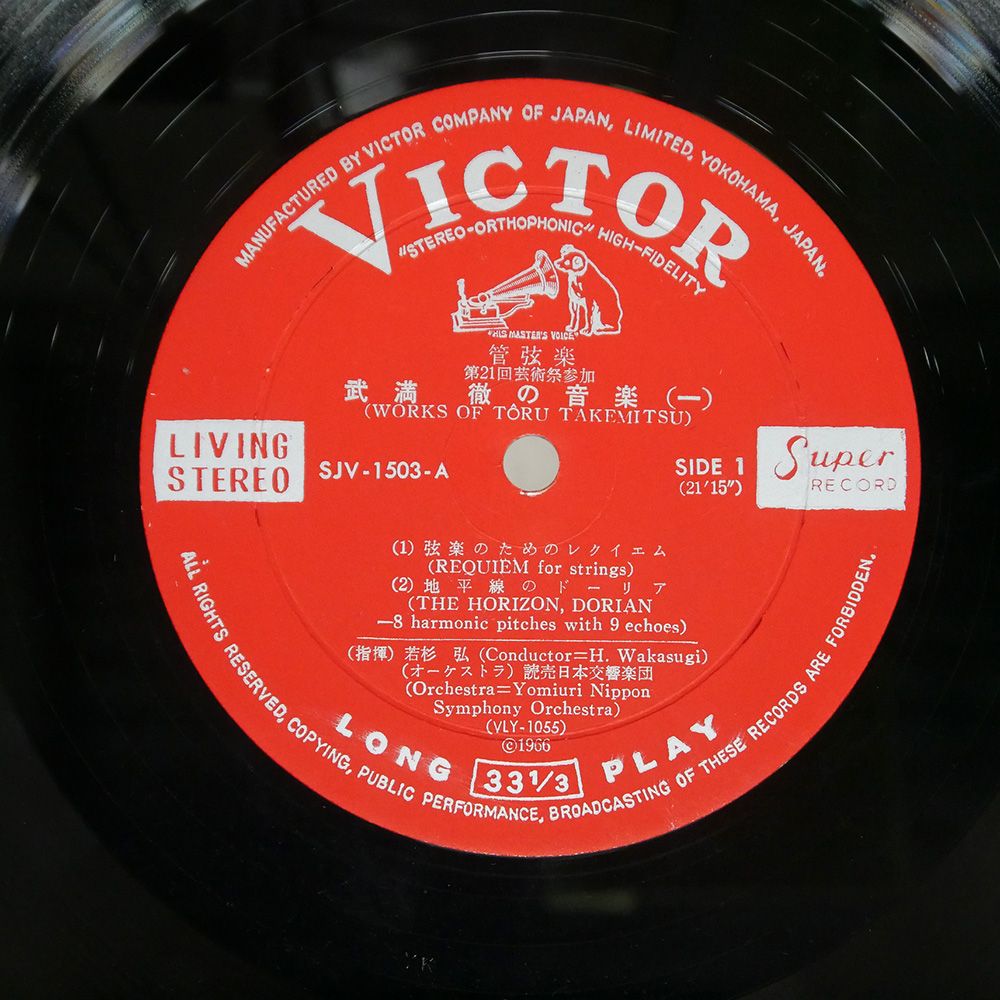 MANUFACTURED BY VICTOR COMPANY OF JAPAN, LIMITED, YOKOHAMA, JAPAN.
VICTOR
"STEREO-ORTHOPHONIC" HIGH-FIDELITY
"HIS MASTER'S VOICE"
管弦楽
第21回芸術祭参加
武満 徹の音楽(一)
(WORKS OF TÔRU TAKEMITSU)
LIVING
STEREO
SJV-1503-A
SIDE 1
(21'15")
Super
RECORD
(1) 弦楽のためのレクイエム
(REQUIEM for strings)
(2) 地平線のドーリア
(THE HORIZON, DORIAN
—8 harmonic pitches with 9 echoes)
(指揮) 若杉 弘 (Conductor=H. Wakasugi)
(オーケストラ) 読売日本交響楽団
(Orchestra=Yomiuri Nippon
Symphony Orchestra)
(VLY-1055)
©1966
LONG 33 1/3 PLAY
ALL RIGHTS RESERVED, COPYING, PUBLIC PERFORMANCE, BROADCASTING OF THESE RECORDS ARE FORBIDDEN.
YK